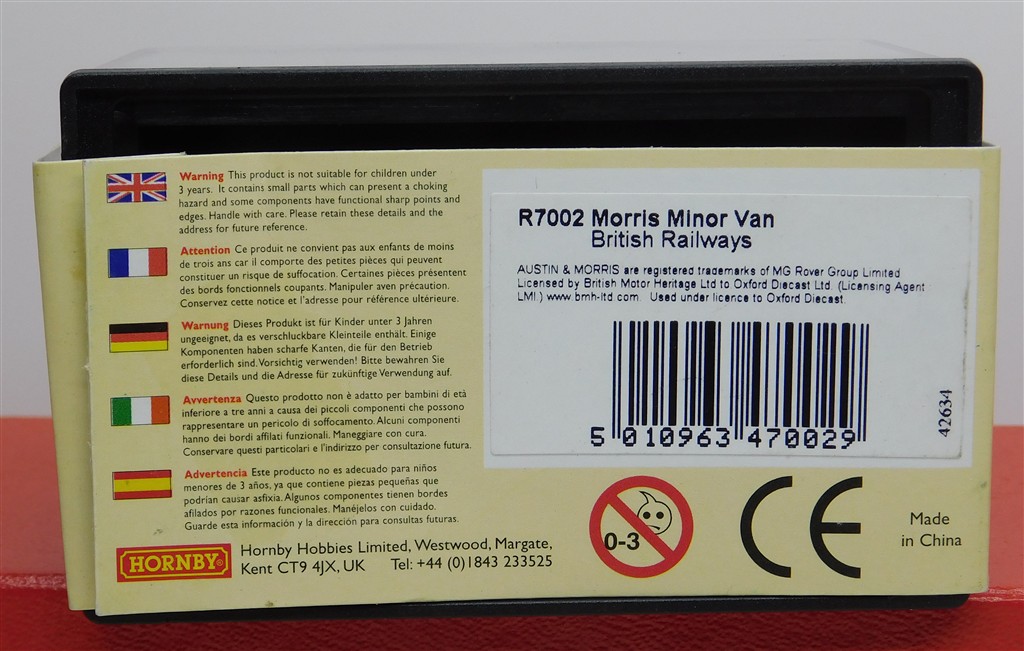 Warning This product is not suitable for children under
3 years. It contains small parts which can present a choking
hazard and some components have functional sharp points and
edges. Handle with care. Please retain these details and the
address for future reference.
Attention Ce produit ne convient pas aux enfants de moins
de trois ans car il comporte des petites pièces qui peuvent
constituer un risque de suffocation. Certaines pièces présentent
des bords fonctionnels coupants. Manipuler aven précaution.
Conservez cette notice et l'adresse pour référence ultérieure.
Warnung Dieses Produkt ist für Kinder unter 3 Jahren
ungeeignet, da es verschluckbare Kleinteile enthält. Einige
Komponenten haben scharfe Kanten, die für den Betrieb
erforderlich sind. Vorsichtig verwenden! Bitte bewahren Sie
diese Details und die Adresse für zukünftige Verwendung auf.
Avvertenza Questo prodotto non è adatto per bambini di età
inferiore a tre anni a causa dei piccoli componenti che possono
rappresentare un pericolo di soffocamento. Alcuni componenti
hanno dei bordi affilati funzionali. Maneggiare con cura.
Conservare questi particolari e l'indirizzo per consultazione futura.
Advertencia Este producto no es adecuado para niños
menores de 3 años, ya que contiene piezas pequeñas que
podrían causar asfixia. Algunos componentes tienen bordes
afilados por razones funcionales. Manéjelos con cuidado.
Guarde esta información y la dirección para consultas futuras.
HORNBY©
Hornby Hobbies Limited, Westwood, Margate,
Kent CT9 4JX, UK Tel: +44 (0)1843 233525
R7002 Morris Minor Van
British Railways
AUSTIN & MORRIS are registered trademarks of MG Rover Group Limited
Licensed by British Motor Heritage Ltd to Oxford Diecast Ltd. (Licensing Agent
LMI.) www.bmh-ltd.com. Used under licence to Oxford Diecast.
5 010963 470029
42634
0-3
CE
Made
in China